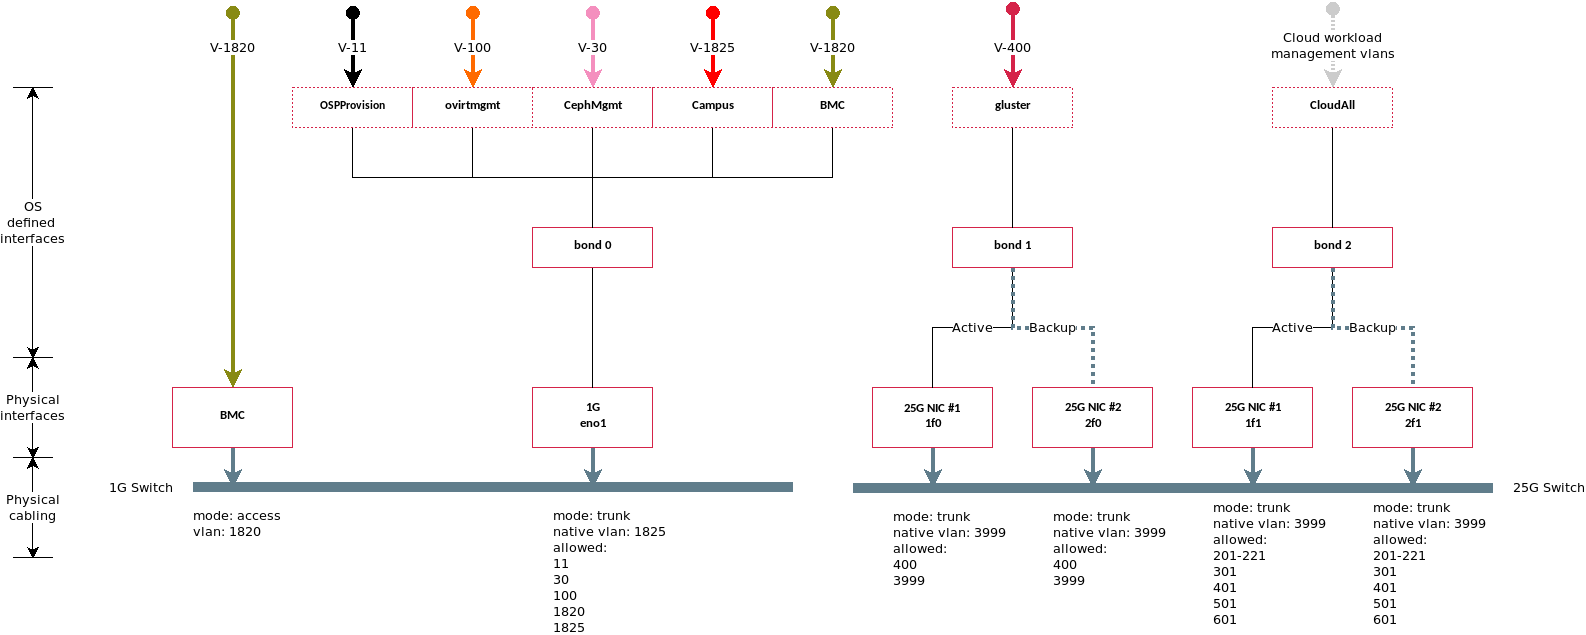 V-1820
V-11
V-100
V-30
V-1825
V-1820
V-400
Cloud workload
management vlans
OSPProvision
ovirtmgmt
CephMgmt
Campus
BMC
gluster
CloudAll
OS
defined
interfaces
bond 0
bond 1
bond 2
Active
Backup
Active
Backup
Physical
interfaces
BMC
1G
eno1
25G NIC #1
1f0
25G NIC #2
2f0
25G NIC #1
1f1
25G NIC #2
2f1
Physical
cabling
1G Switch
25G Switch
mode: access
vlan: 1820
mode: trunk
native vlan: 1825
allowed:
11
30
100
1820
1825
mode: trunk
native vlan: 3999
allowed:
400
3999
mode: trunk
native vlan: 3999
allowed:
400
3999
mode: trunk
native vlan: 3999
allowed:
201-221
301
401
501
601
mode: trunk
native vlan: 3999
allowed:
201-221
301
401
501
601